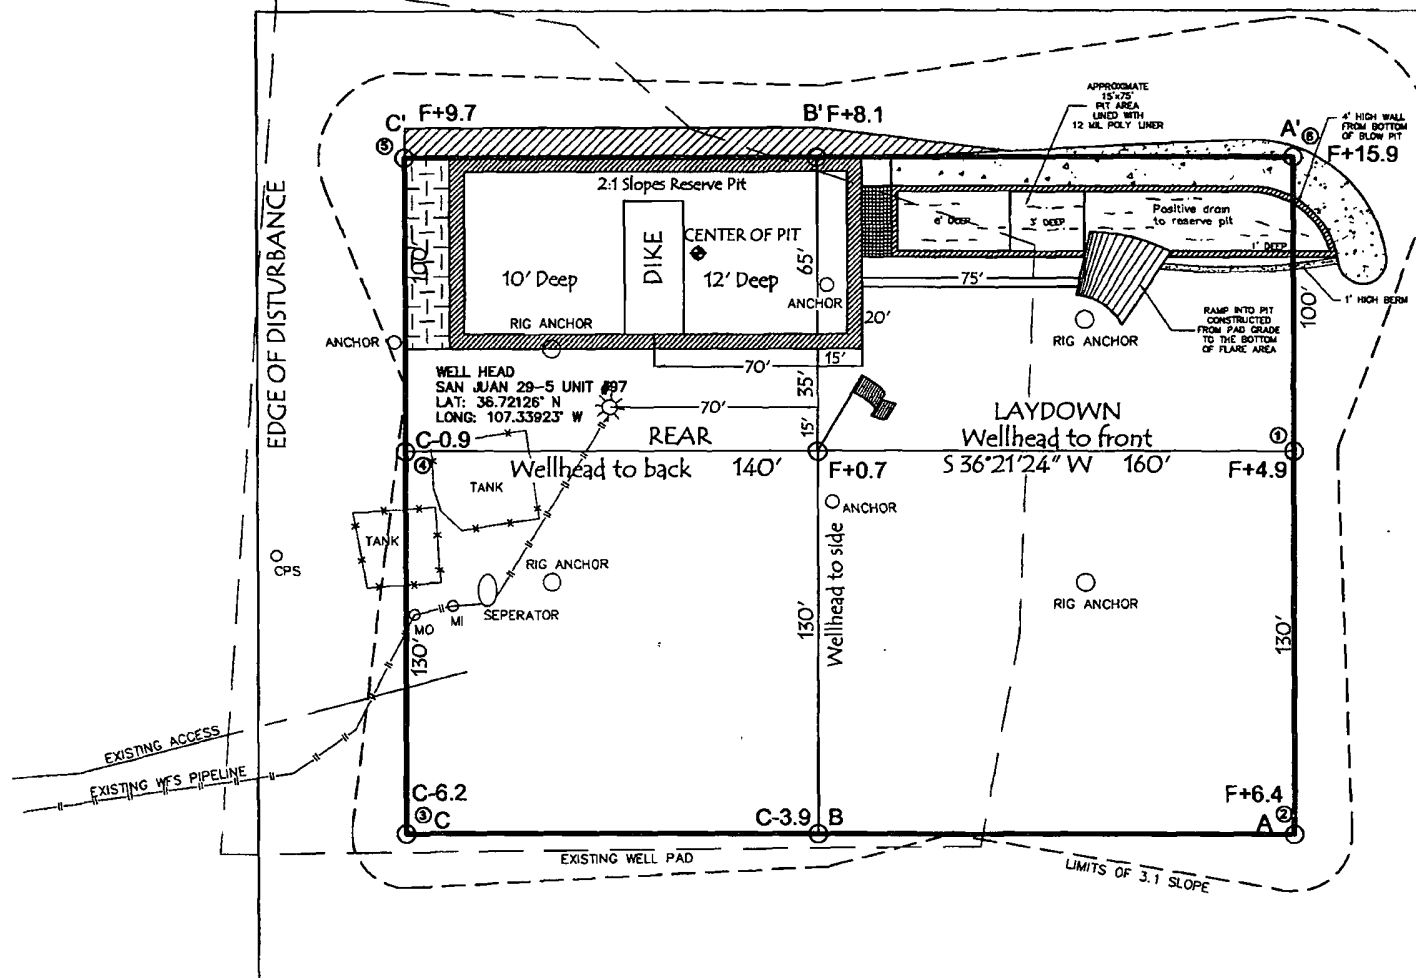 APPROXMATE
15'x75'
PIT AREA
LINED WITH
12 MIL POLY LINER
C' F+9.7
B' F+8.1
A' ⑥
F+15.9
4' HIGH WALL
FROM BOTTOM
OF BLOW PIT
⑤
2:1 Slopes Reserve Pit
EDGE OF DISTURBANCE
100'
DIKE
CENTER OF PIT
10' Deep
12' Deep
65'
ANCHOR
6' DEEP
3' DEEP
Positive drain
to reserve pit
1' DEEP
75'
1' HIGH BERM
100'
RIG ANCHOR
20'
RIG ANCHOR
RAMP INTO PIT
CONSTRUCTED
FROM PAD GRADE
TO THE BOTTOM
OF FLARE AREA
ANCHOR
70'
15'
WELL HEAD
SAN JUAN 29-5 UNIT #97
LAT: 36.72126° N
LONG: 107.33923° W
35'
70'
15'
LAYDOWN
Wellhead to front
S 36°21'24" W 160'
①
F+4.9
C-0.9
④
REAR
Wellhead to back 140'
F+0.7
TANK
ANCHOR
TANK
CPS
RIG ANCHOR
SEPERATOR
MO
MI
130'
Wellhead to side
130'
RIG ANCHOR
130'
EXISTING ACCESS
EXISTING WFS PIPELINE
C-6.2
③ C
C-3.9 B
F+6.4
A ②
EXISTING WELL PAD
LIMITS OF 3.1 SLOPE